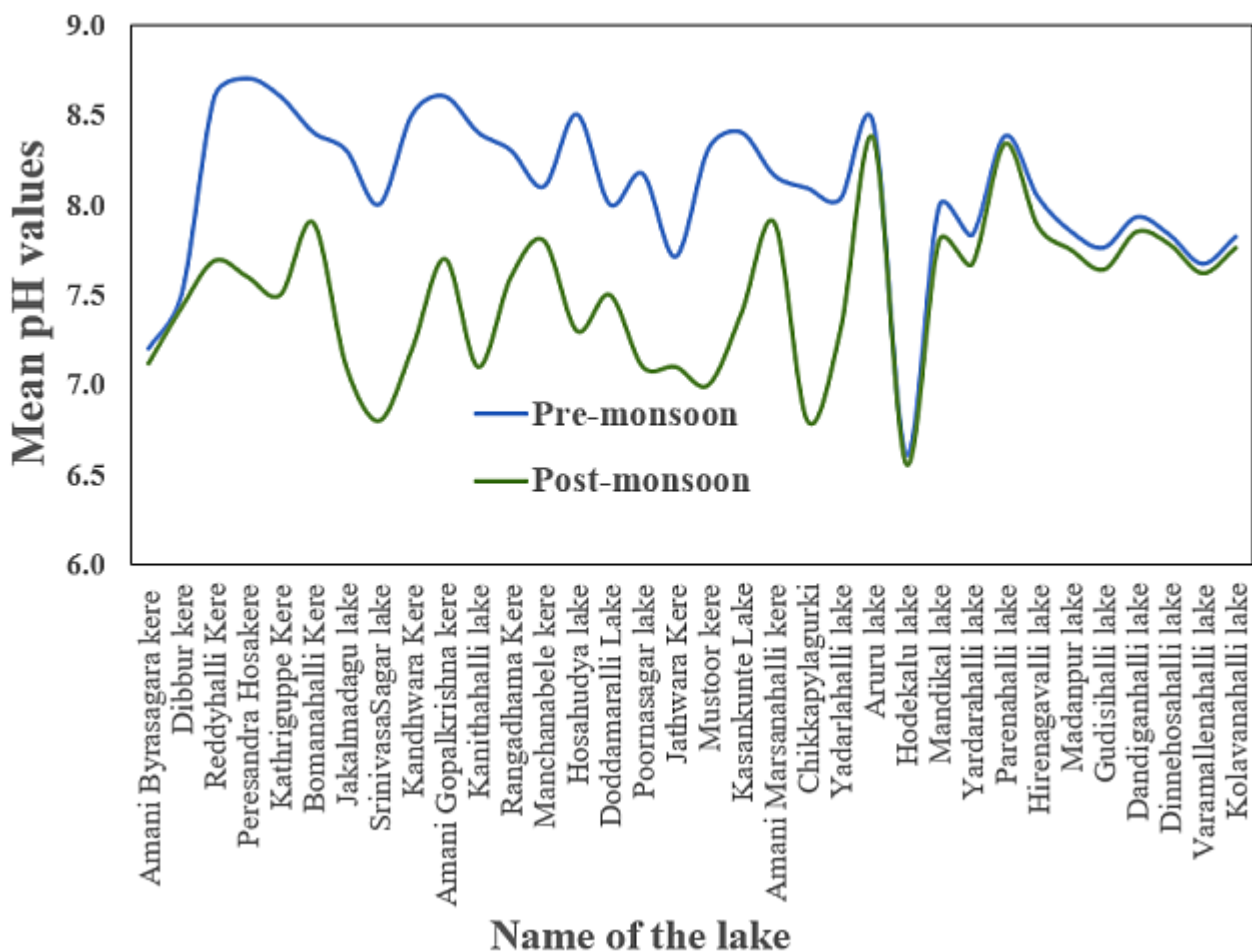 9.0
8.5
8.0
7.5
7.0
6.5
6.0
Mean pH values
Pre-monsoon
Post-monsoon
Amani Byrasagara kere
Dibbur kere
Reddyhalli Kere
Peresandra Hosakere
Kathriguppe Kere
Bomanahalli Kere
Jakalmadagu lake
SrinivasaSagar lake
Kandhwara Kere
Amani Gopakrishna kere
Kanithahalli lake
Rangadhama Kere
Manchanabele kere
Hosahudya lake
Doddamaralli Lake
Poornasagar lake
Jathwara Kere
Mustoor kere
Kasankunte Lake
Amani Marsanahalli kere
Chikkapylagurki
Yadarlahalli lake
Aruru lake
Hodekalu lake
Mandikal lake
Yardarahalli lake
Parenahalli lake
Hirenagavalli lake
Madanpur lake
Gudisihalli lake
Dandiganhalli lake
Dinnehosahalli lake
Varamallenahalli lake
Kolavanahalli lake
Name of the lake